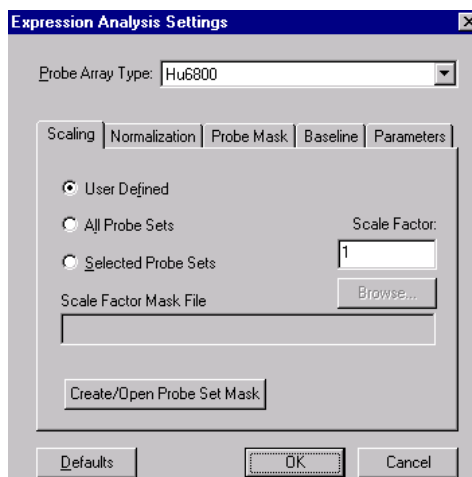 Expression Analysis Settings
Probe Array Type: Hu6800
Scaling Normalization Probe Mask Baseline Parameters
User Defined
All Probe Sets
Scale Factor:
Selected Probe Sets
1
Scale Factor Mask File
Browse...
Create/Open Probe Set Mask
Defaults OK Cancel